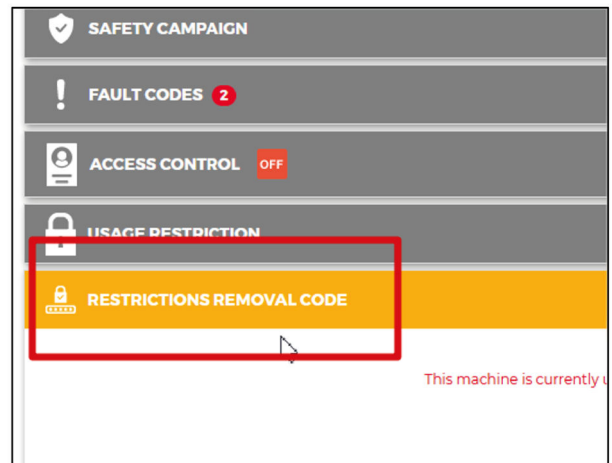 SAFETY CAMPAIGN
FAULT CODES 2
ACCESS CONTROL OFF
USAGE RESTRICTION
RESTRICTIONS REMOVAL CODE
This machine is currently